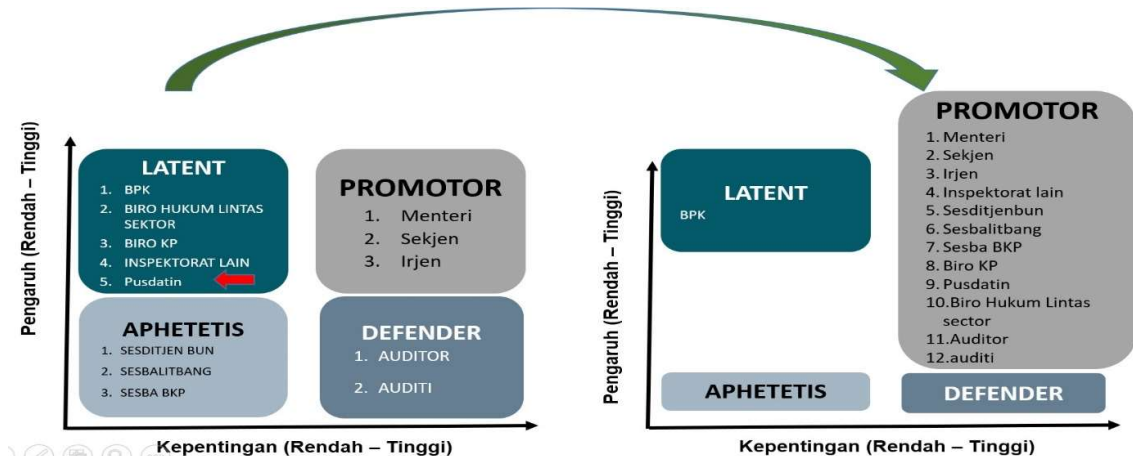 Pengaruh (Rendah – Tinggi)
LATENT
1. BPK
2. BIRO HUKUM LINTAS
SEKTOR
3. BIRO KP
4. INSPEKTORAT LAIN
5. Pusdatin
PROMOTOR
1. Menteri
2. Sekjen
3. Irjen
APHETETIS
1. SESDITJEN BUN
2. SESBALITBANG
3. SESBA BKP
DEFENDER
1. AUDITOR
2. AUDITI
Kepentingan (Rendah – Tinggi)
Pengaruh (Rendah – Tinggi)
LATENT
BPK
PROMOTOR
1. Menteri
2. Sekjen
3. Irjen
4. Inspektorat lain
5. Sesditjenbun
6. Sesbalitbang
7. Sesba BKP
8. Biro KP
9. Pusdatin
10.Biro Hukum Lintas
sector
11.Auditor
12.auditi
APHETETIS
DEFENDER
Kepentingan (Rendah – Tinggi)